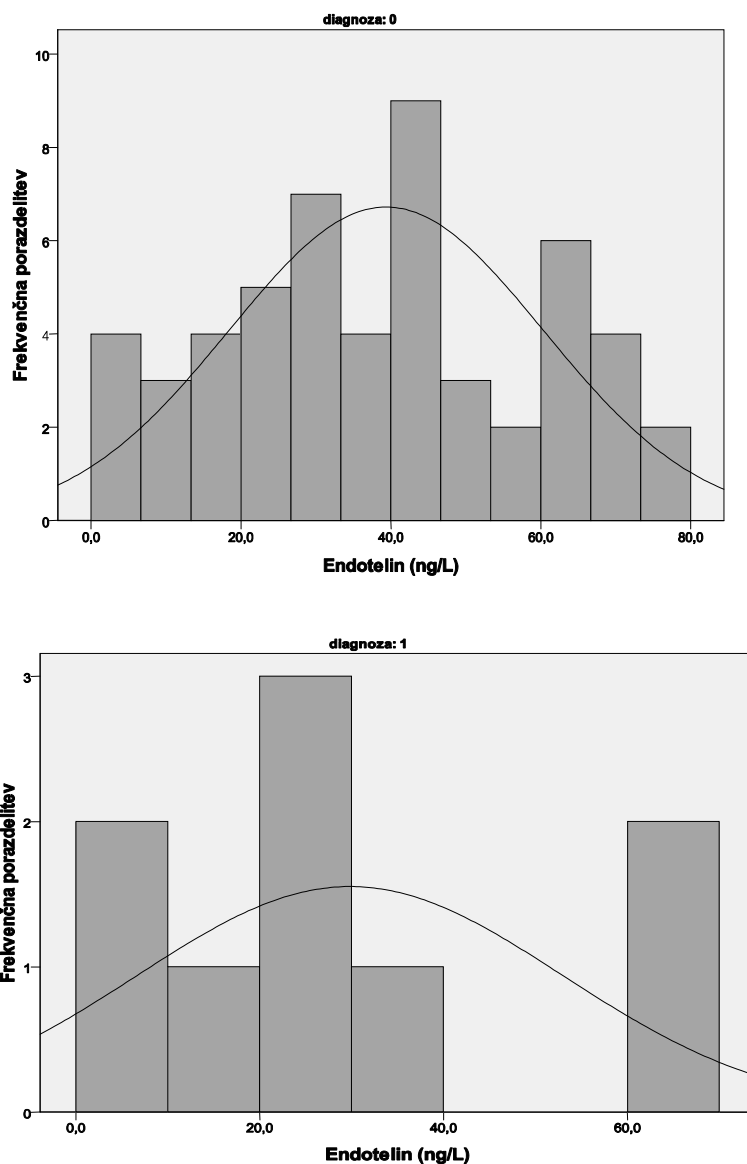 diagnoza: 0
10
8
6
4
2
0
Frekvenčna porazdelitev
0,0 20,0 40,0 60,0 80,0
Endotelin (ng/L)
diagnoza: 1
3
2
1
0
Frekvenčna porazdelitev
0,0 20,0 40,0 60,0
Endotelin (ng/L)